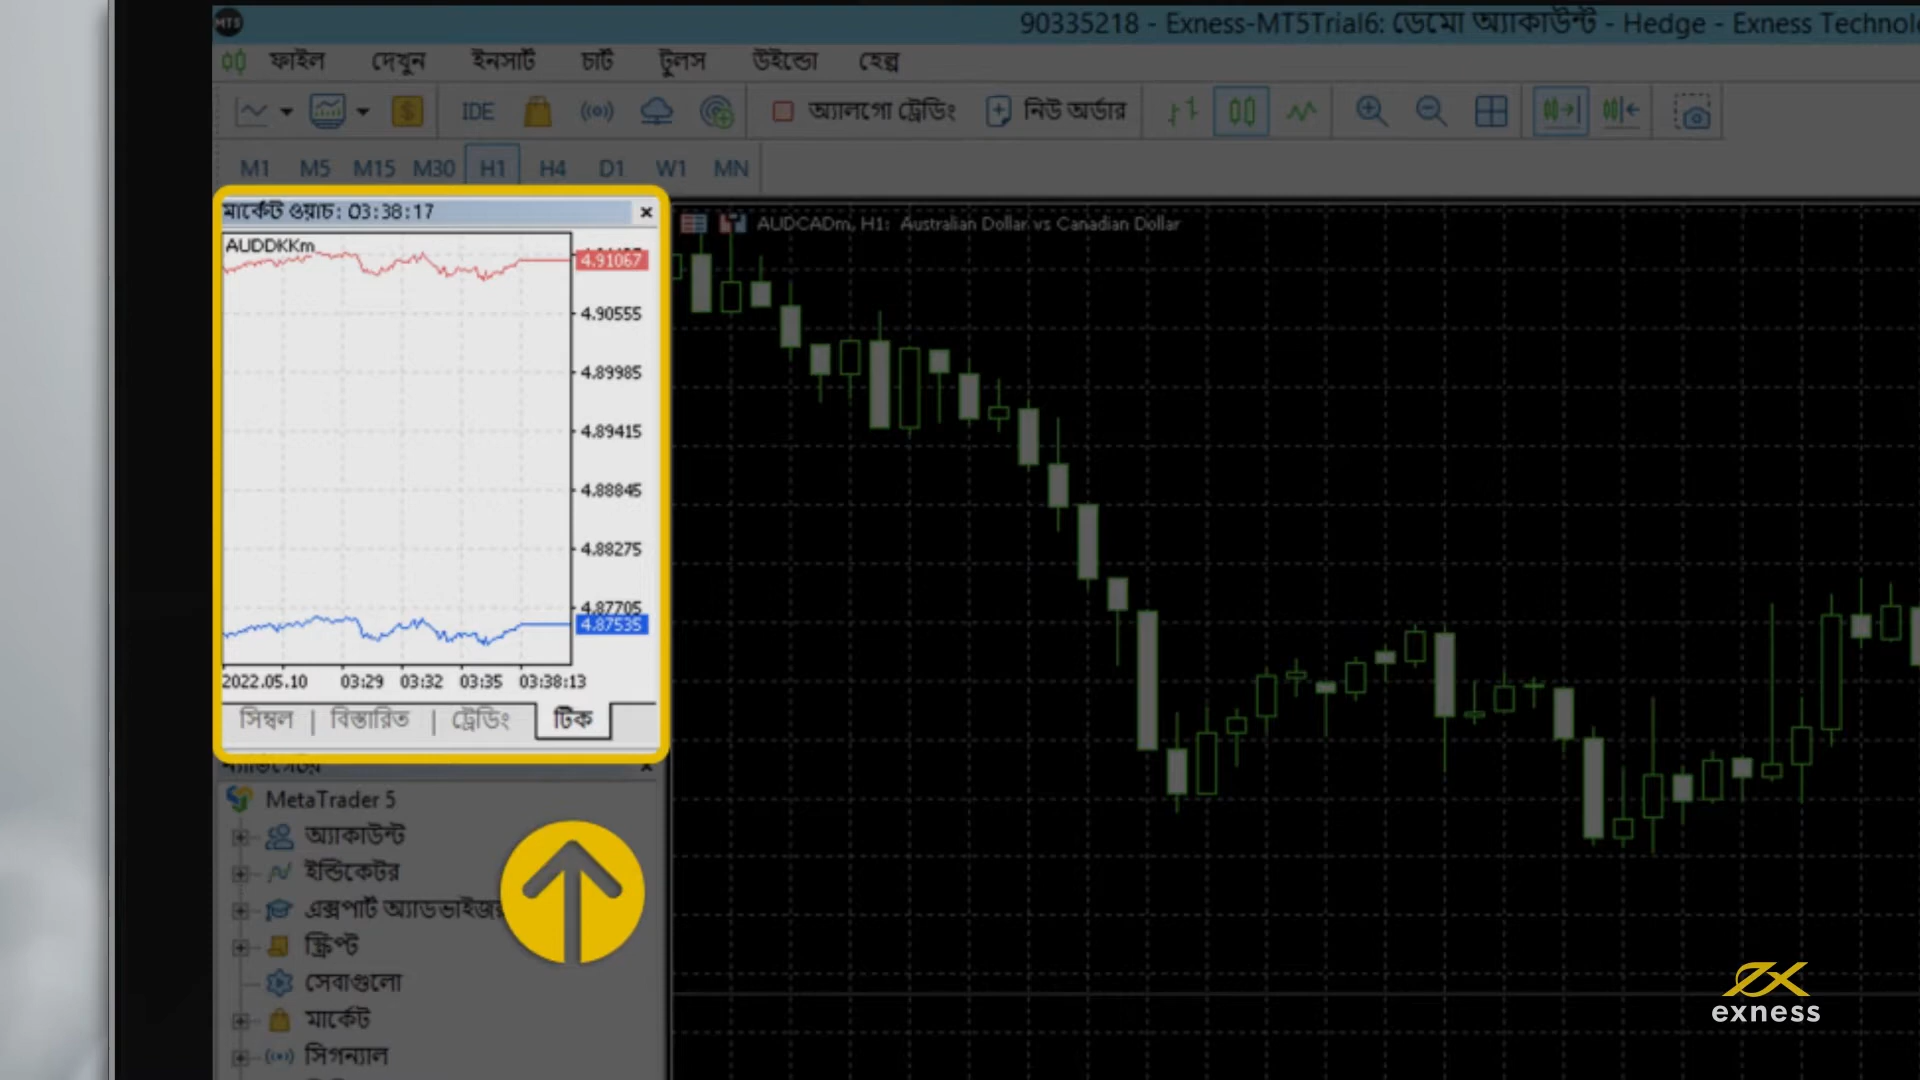 90335218 - Exness-MT5Trial6: ডেমো অ্যাকাউন্ট - Hedge - Exness
ফাইল দেখুন ইনসার্ট চার্ট টুলস উইন্ডো হেল্প
IDE অ্যালগো ট্রেডিং নিউ অর্ডার
M1 M5 M15 M30 H1 H4 D1 W1 MN
মার্কেট ওয়াচ: 03:38:17
AUDCADm, H1: Australian Dollar vs Canadian Dollar
AUDDKKm
4.91067
4.90555
4.89985
4.89415
4.88845
4.88275
4.87705
4.87535
2022.05.10 03:29 03:32 03:35 03:38:13
সিম্বল | বিস্তারিত | ট্রেডিং টিক
MetaTrader 5
অ্যাকাউন্ট
ইন্ডিকেটর
এক্সপার্ট অ্যাডভাইজর
স্ক্রিপ্ট
সেবাগুলো
মার্কেট
সিগন্যাল
exness